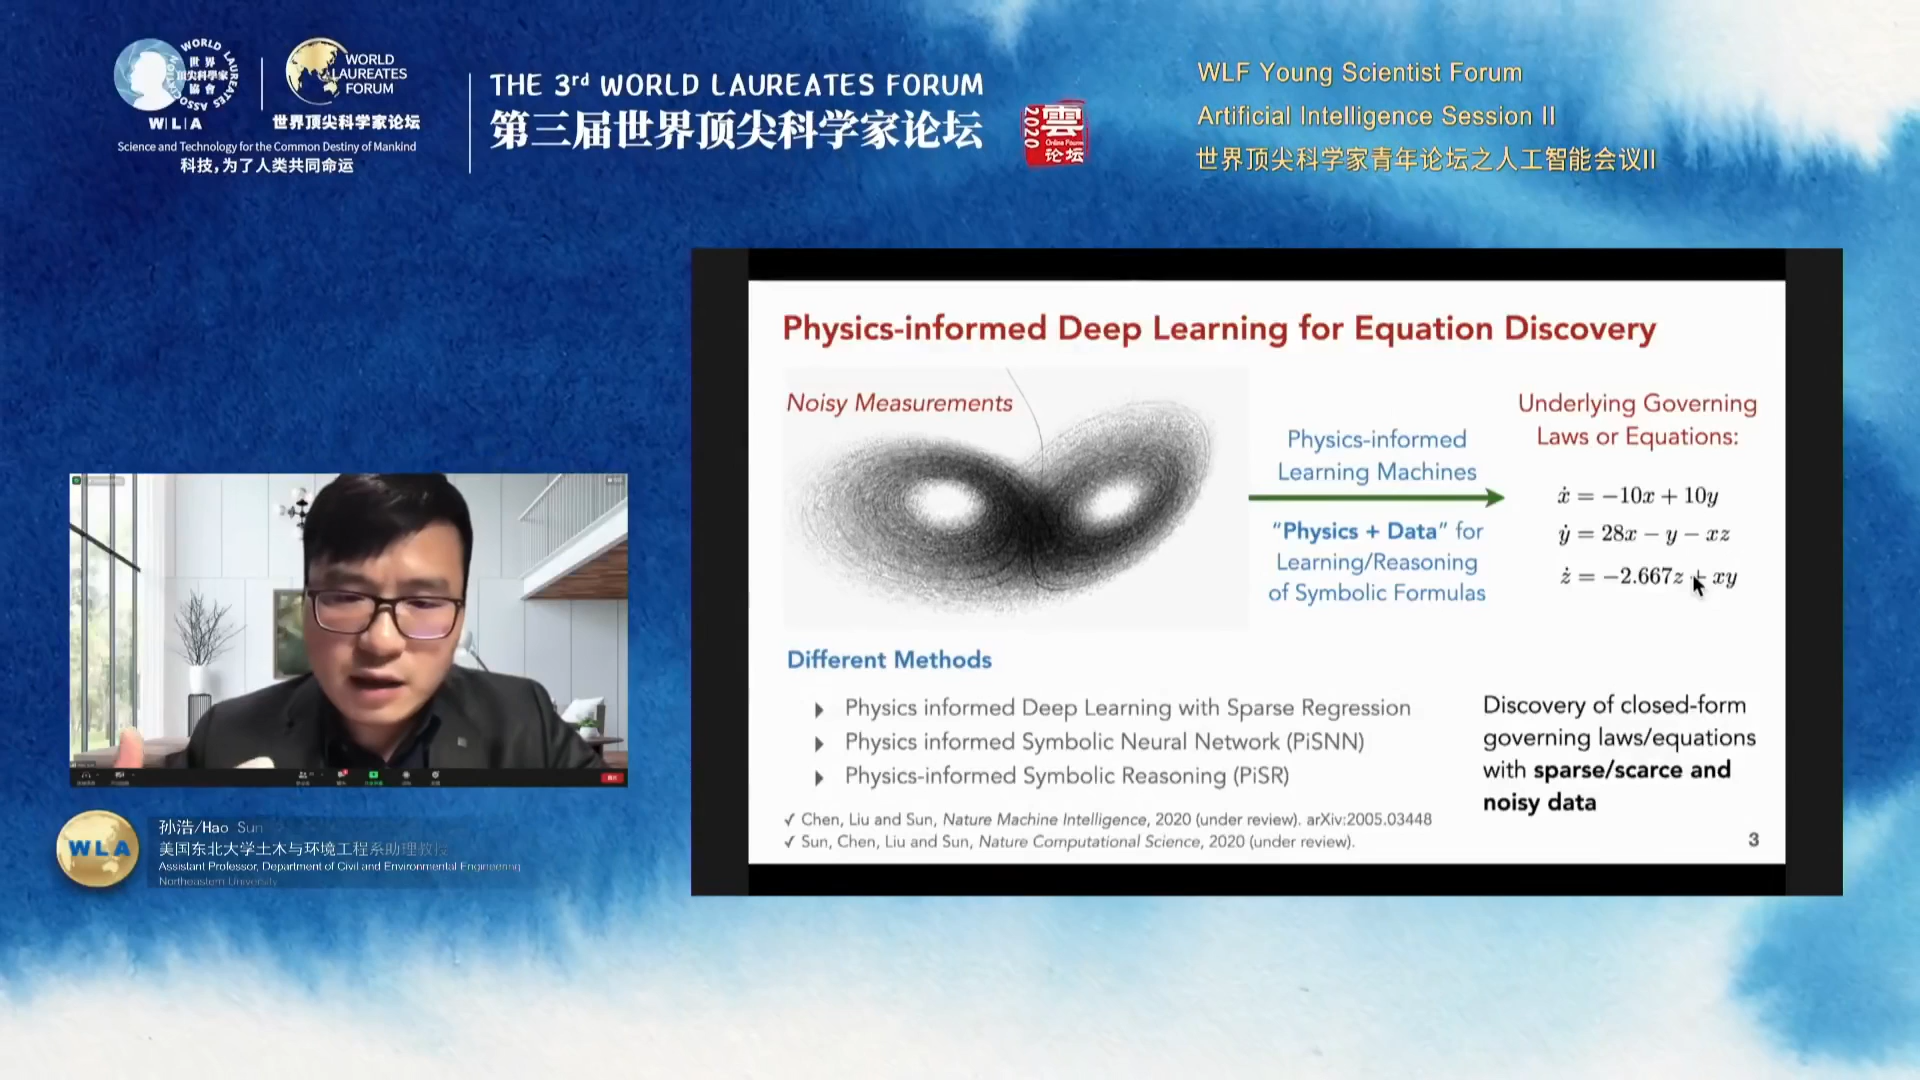 WORLD LAUREATES ASSOCIATION
世界
頂尖科學家
協會
W|L|A
WORLD
LAUREATES
FORUM
世界顶尖科学家论坛
Science and Technology for the Common Destiny of Mankind
科技，为了人类共同命运
THE 3rd WORLD LAUREATES FORUM
第三届世界顶尖科学家论坛
2020
雲
Online Forum
论坛
WLF Young Scientist Forum
Artificial Intelligence Session II
世界顶尖科学家青年论坛之人工智能会议II
Physics-informed Deep Learning for Equation Discovery
Noisy Measurements
Physics-informed
Learning Machines
“Physics + Data” for
Learning/Reasoning
of Symbolic Formulas
Underlying Governing
Laws or Equations:
ẋ = −10x + 10y
ẏ = 28x − y − xz
ż = −2.667z + xy
Different Methods
Physics informed Deep Learning with Sparse Regression
Physics informed Symbolic Neural Network (PiSNN)
Physics-informed Symbolic Reasoning (PiSR)
Discovery of closed-form
governing laws/equations
with sparse/scarce and
noisy data
✓ Chen, Liu and Sun, Nature Machine Intelligence, 2020 (under review). arXiv:2005.03448
✓ Sun, Chen, Liu and Sun, Nature Computational Science, 2020 (under review).
3
WLA
孙浩/Hao Sun
美国东北大学土木与环境工程系助理教授
Assistant Professor, Department of Civil and Environmental Engineering
Northeastern University